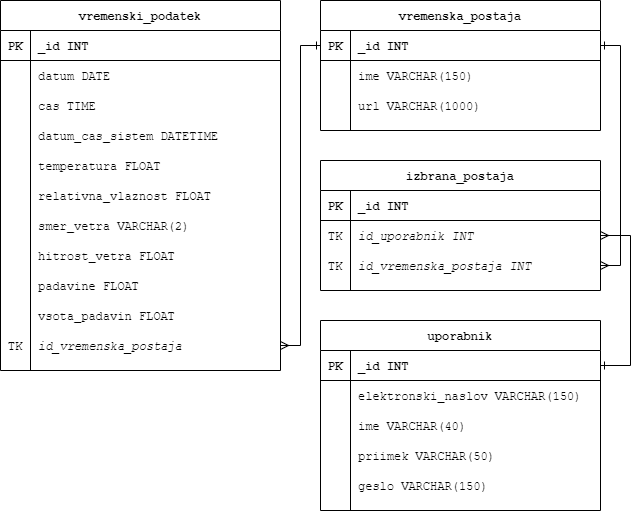 vremenski_podatek
PK _id INT
datum DATE
cas TIME
datum_cas_sistem DATETIME
temperatura FLOAT
relativna_vlaznost FLOAT
smer_vetra VARCHAR(2)
hitrost_vetra FLOAT
padavine FLOAT
vsota_padavin FLOAT
TK id_vremenska_postaja
vremenska_postaja
PK _id INT
ime VARCHAR(150)
url VARCHAR(1000)
izbrana_postaja
PK _id INT
TK id_uporabnik INT
TK id_vremenska_postaja INT
uporabnik
PK _id INT
elektronski_naslov VARCHAR(150)
ime VARCHAR(40)
priimek VARCHAR(50)
geslo VARCHAR(150)